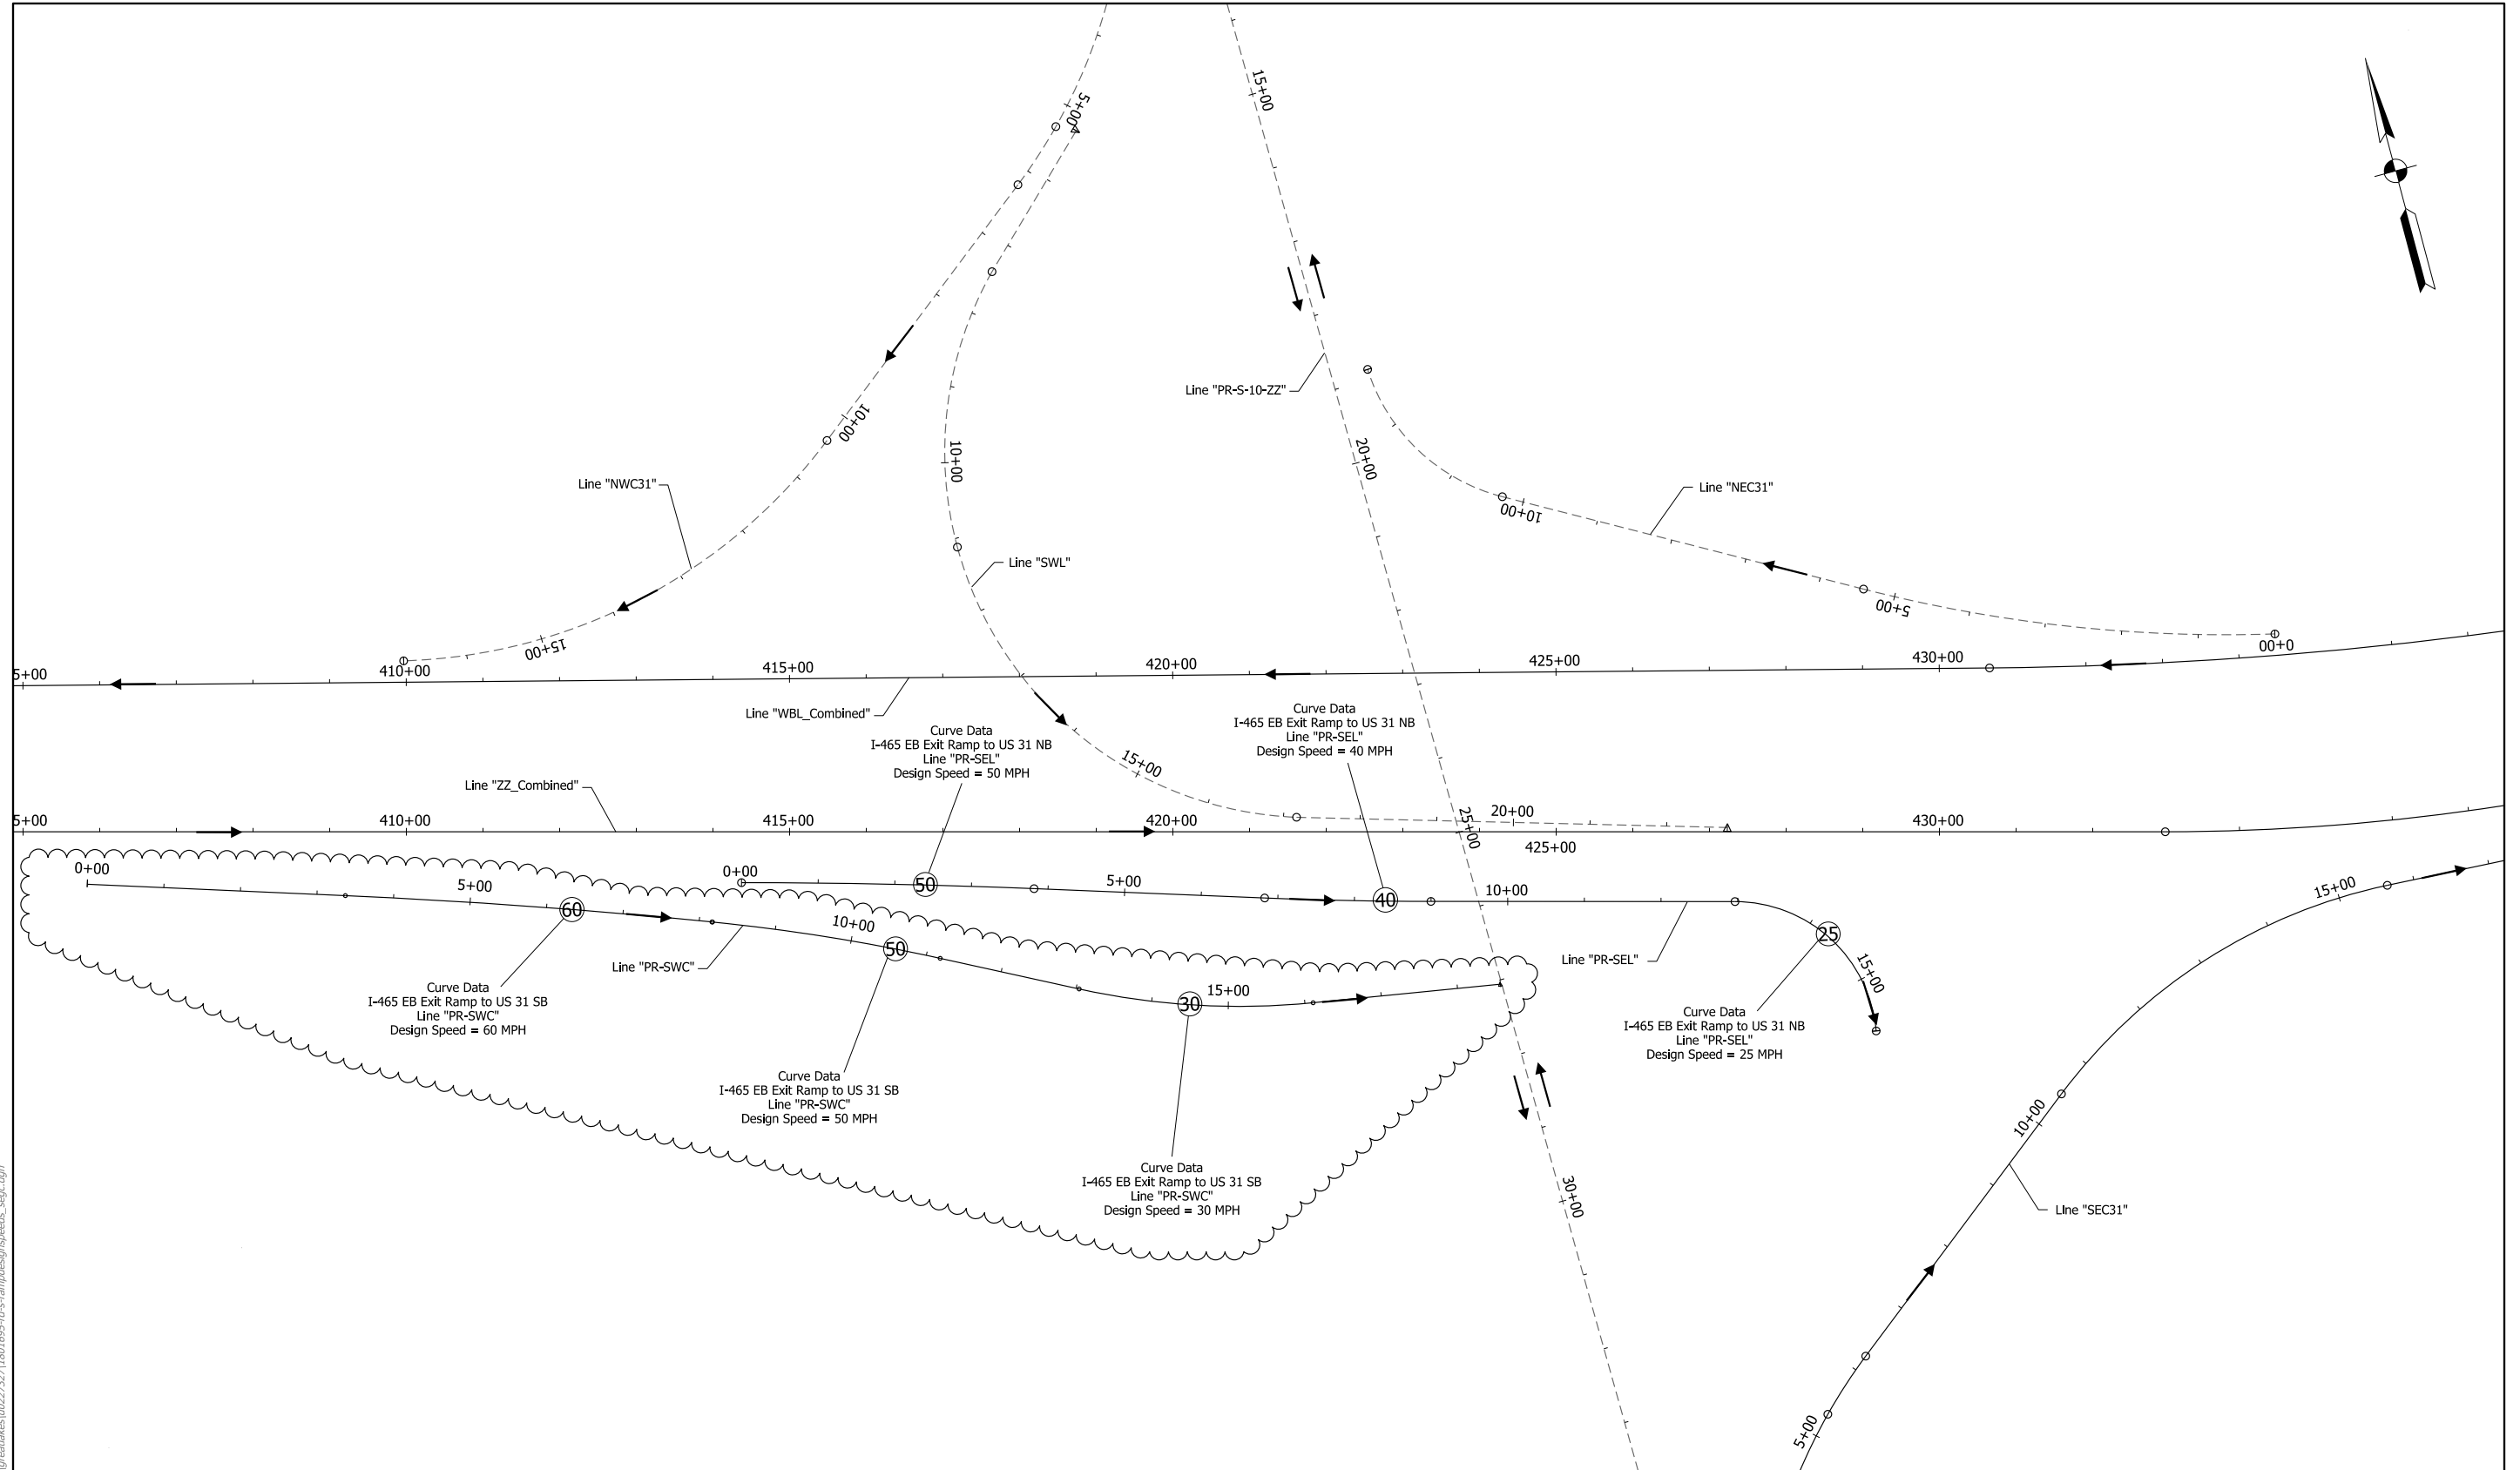 15+00
5+00
Line "PR-S-10-ZZ"
10+00
20+00
10+00
Line "NWC31"
Line "NEC31"
10+00
Line "SWL"
5+00
15+00
0+00
5+00
410+00
415+00
420+00
425+00
430+00
Line "WBL_Combined"
Curve Data
I-465 EB Exit Ramp to US 31 NB
Line "PR-SEL"
Design Speed = 50 MPH
Curve Data
I-465 EB Exit Ramp to US 31 NB
Line "PR-SEL"
Design Speed = 40 MPH
15+00
Line "ZZ_Combined"
5+00
410+00
415+00
420+00
25+00
20+00
425+00
430+00
0+00
5+00
0+00
50
5+00
40
10+00
15+00
60
10+00
50
25
Line "PR-SWC"
Line "PR-SEL"
15+00
Curve Data
I-465 EB Exit Ramp to US 31 SB
Line "PR-SWC"
Design Speed = 60 MPH
30
15+00
Curve Data
I-465 EB Exit Ramp to US 31 NB
Line "PR-SEL"
Design Speed = 25 MPH
Curve Data
I-465 EB Exit Ramp to US 31 SB
Line "PR-SWC"
Design Speed = 50 MPH
10+00
Curve Data
I-465 EB Exit Ramp to US 31 SB
Line "PR-SWC"
Design Speed = 30 MPH
30+00
LIne "SEC31"
5+00